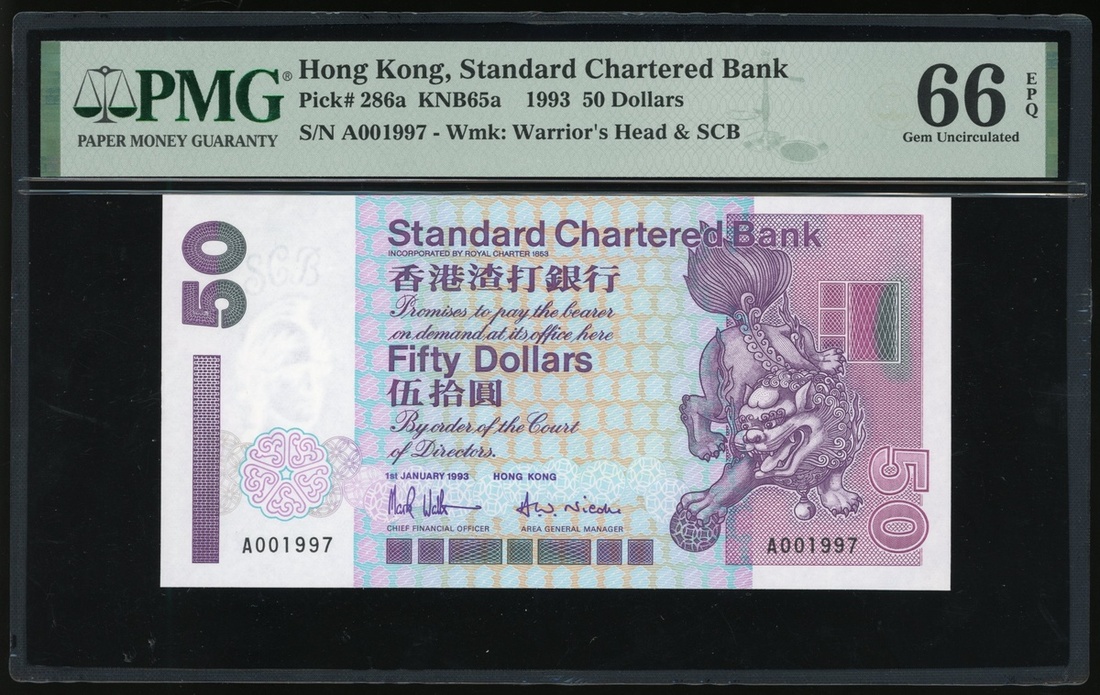 PMG®
PAPER MONEY GUARANTY
Hong Kong, Standard Chartered Bank
Pick# 286a KNB65a 1993 50 Dollars
S/N A001997 - Wmk: Warrior's Head & SCB
66 EPQ
Gem Uncirculated
50
SCB
Standard Chartered Bank
INCORPORATED BY ROYAL CHARTER 1853
香港渣打銀行
Promises to pay the bearer
on demand at its office here
Fifty Dollars
伍拾圓
By order of the Court
of Directors.
1st JANUARY 1993 HONG KONG
CHIEF FINANCIAL OFFICER AREA GENERAL MANAGER
A001997
A001997
50